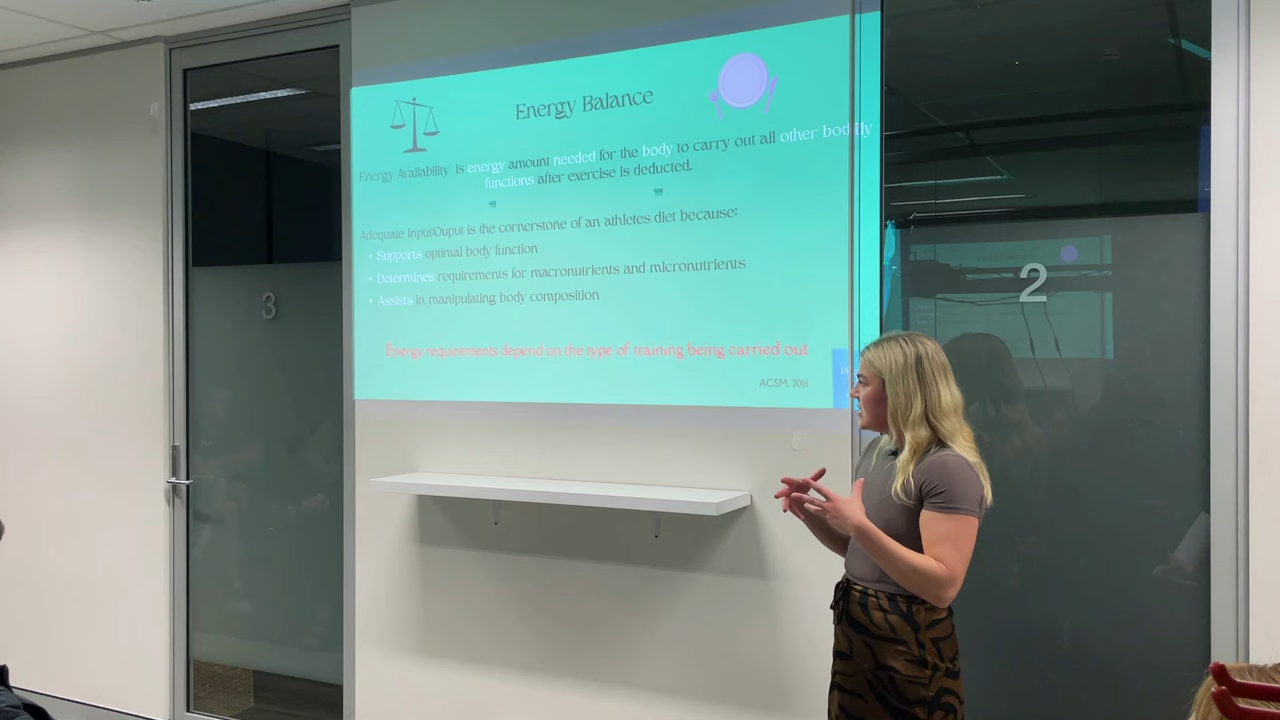 Energy Balance
Energy Availability is energy amount needed for the body to carry out all other bodily
functions after exercise is deducted.
Adequate InputOuput is the cornerstone of an athletes diet because:
• Supports optimal body function
• Determines requirements for macronutrients and micronutrients
• Assists in manipulating body composition
Energy requirements depend on the type of training being carried out
ACSM, 2016
3
2